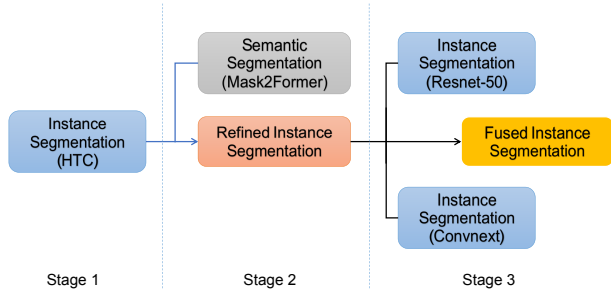 Instance
Segmentation
(HTC)
Semantic
Segmentation
(Mask2Former)
Refined Instance
Segmentation
Instance
Segmentation
(Resnet-50)
Fused Instance
Segmentation
Instance
Segmentation
(Convnext)
Stage 1
Stage 2
Stage 3